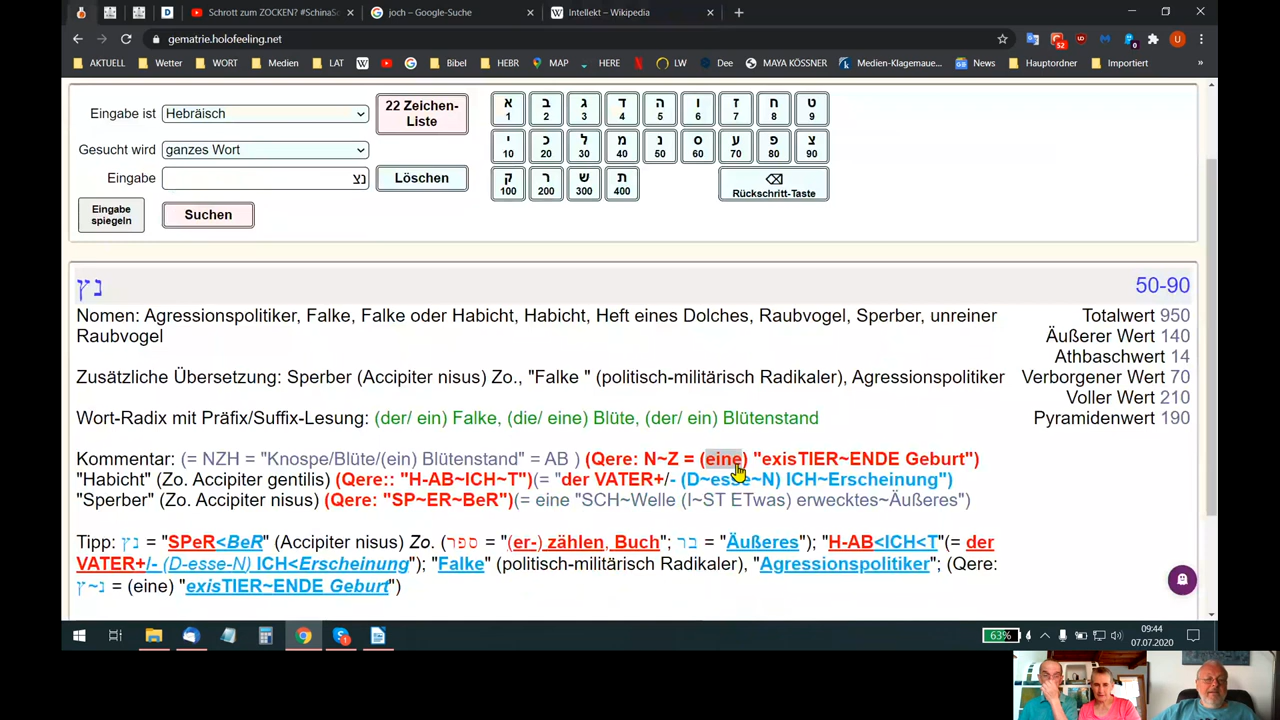 Schrott zum ZOCKEN? #SchinaSc
joch – Google-Suche
Intellekt – Wikipedia
gematrie.holofeeling.net
AKTUELL Wetter WORT Medien LAT Bibel HEBR MAP HERE LW Dee MAYA KÖSSNER Medien-Klagemaue... News Hauptordner Importiert
Eingabe ist Hebräisch
22 Zeichen-Liste
א 1 ב 2 ג 3 ד 4 ה 5 ו 6 ז 7 ח 8 ט 9
Gesucht wird ganzes Wort
י 10 כ 20 ל 30 מ 40 נ 50 ס 60 ע 70 פ 80 צ 90
Eingabe נצ Löschen
ק 100 ר 200 ש 300 ת 400 Rückschritt-Taste
Eingabe spiegeln Suchen
נץ 50-90
Nomen: Agressionspolitiker, Falke, Falke oder Habicht, Habicht, Heft eines Dolches, Raubvogel, Sperber, unreiner
Raubvogel
Totalwert 950
Äußerer Wert 140
Athbaschwert 14
Verborgener Wert 70
Voller Wert 210
Pyramidenwert 190
Zusätzliche Übersetzung: Sperber (Accipiter nisus) Zo., "Falke " (politisch-militärisch Radikaler), Agressionspolitiker
Wort-Radix mit Präfix/Suffix-Lesung: (der/ ein) Falke, (die/ eine) Blüte, (der/ ein) Blütenstand
Kommentar: (= NZH = "Knospe/Blüte/(ein) Blütenstand" = AB ) (Qere: N~Z = (eine) "exisTIER~ENDE Geburt")
"Habicht" (Zo. Accipiter gentilis) (Qere:: "H-AB~ICH~T")(= "der VATER+/- (D~esse~N) ICH~Erscheinung")
"Sperber" (Zo. Accipiter nisus) (Qere: "SP~ER~BeR")(= eine "SCH~Welle (I~ST ETwas) erwecktes~Äußeres)
Tipp: נץ = "SPeR<BeR" (Accipiter nisus) Zo. (ספר = "(er-) zählen, Buch"; בר = "Äußeres"); "H-AB<ICH<T"(= der
VATER+/- (D-esse-N) ICH<Erscheinung"); "Falke" (politisch-militärisch Radikaler), "Agressionspolitiker"; (Qere:
נ~ץ = (eine) "exisTIER~ENDE Geburt")
63%
09:44
07.07.2020